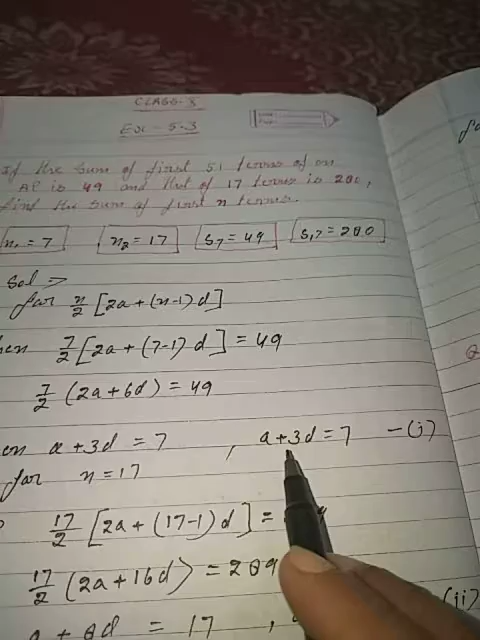 CLASS-X
EX - 5.3
If the sum of first 51 terms of an
AP is 49 and that of 17 terms is 280,
find the sum of first n terms.
n₁ = 7 n₂ = 17 S₇ = 49 S₁₇ = 280
Sol ⇒
for n/2 [2a + (n-1) d]
7/2 [2a + (7-1) d] = 49
7/2 (2a + 6d) = 49
a + 3d = 7 , a + 3d = 7 - (i)
for n = 17
17/2 [2a + (17-1) d] =
17/2 (2a + 16d) = 289
a + 8d = 17 , (ii)